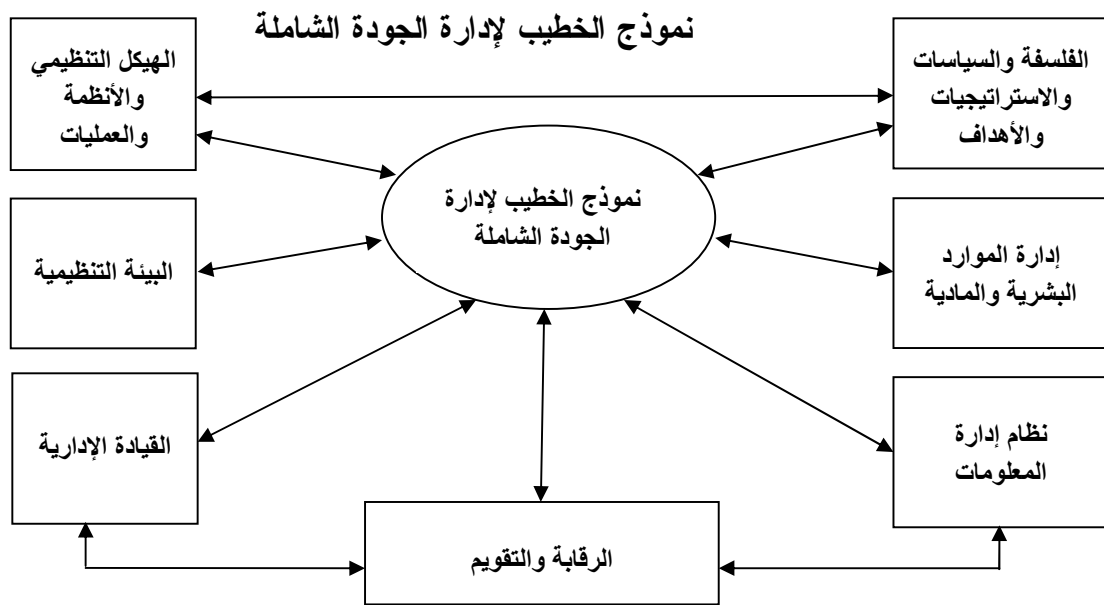 نموذج الخطيب لإدارة الجودة الشاملة
الفلسفة والسياسات
والاستراتيجيات
والأهداف
الهيكل التنظيمي
والأنظمة
والعمليات
نموذج الخطيب لإدارة
الجودة الشاملة
إدارة الموارد
البشرية والمادية
البيئة التنظيمية
نظام إدارة
المعلومات
القيادة الإدارية
الرقابة والتقويم